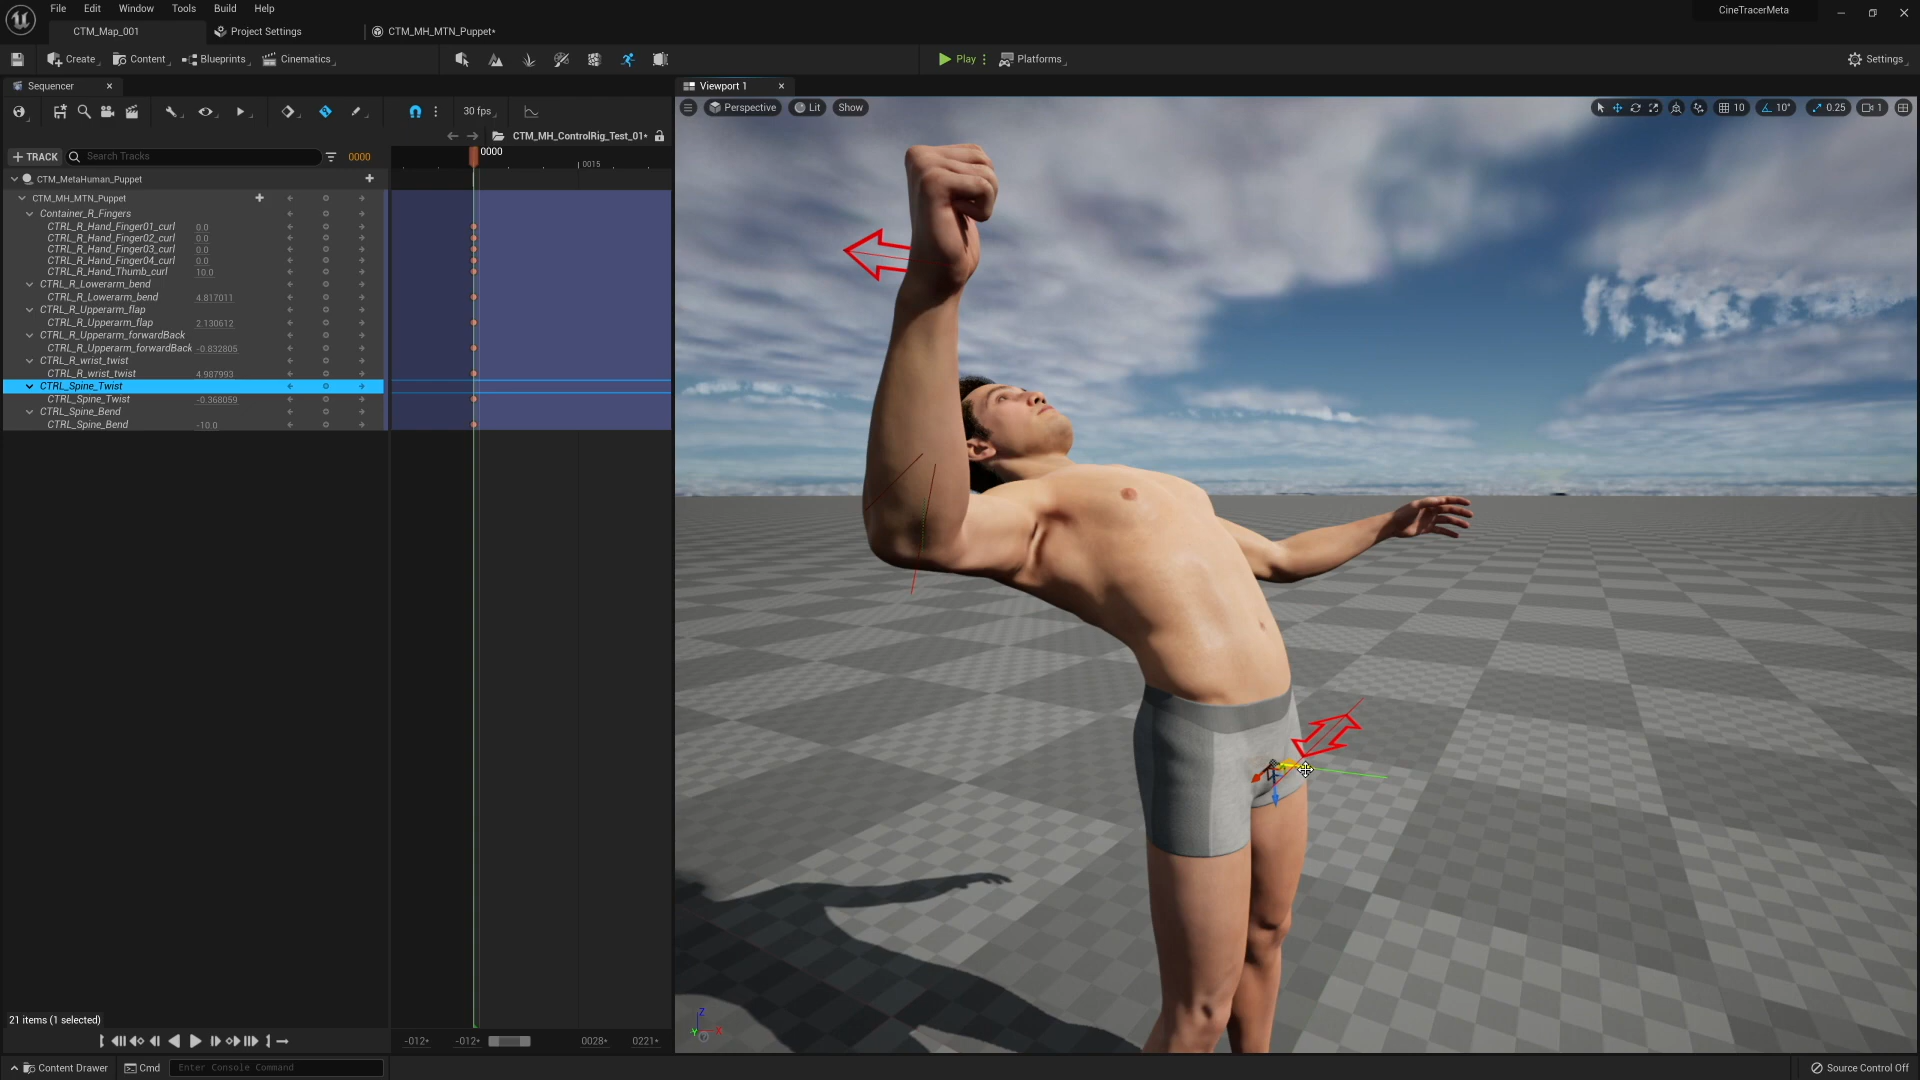 File Edit Window Tools Build Help
CineTracerMeta
CTM_Map_001 Project Settings CTM_MH_MTN_Puppet*
Create Content Blueprints Cinematics Play Platforms Settings
Sequencer
Viewport 1
30 fps
Perspective Lit Show 10 10° 0.25 1
CTM_MH_ControlRig_Test_01*
+ TRACK Search Tracks 0000
0000
0015
CTM_MetaHuman_Puppet
CTM_MH_MTN_Puppet
Container_R_Fingers
CTRL_R_Hand_Finger01_curl 0.0
CTRL_R_Hand_Finger02_curl 0.0
CTRL_R_Hand_Finger03_curl 0.0
CTRL_R_Hand_Finger04_curl 0.0
CTRL_R_Hand_Thumb_curl 10.0
CTRL_R_Lowerarm_bend
CTRL_R_Lowerarm_bend 4.817011
CTRL_R_Upperarm_flap
CTRL_R_Upperarm_flap 2.130612
CTRL_R_Upperarm_forwardBack
CTRL_R_Upperarm_forwardBack -0.832805
CTRL_R_wrist_twist
CTRL_R_wrist_twist 4.987993
CTRL_Spine_Twist
CTRL_Spine_Twist -0.368059
CTRL_Spine_Bend
CTRL_Spine_Bend -10.0
21 items (1 selected)
Z
Y X
-012* -012* 0028* 0221*
Content Drawer Cmd Enter Console Command Source Control Off